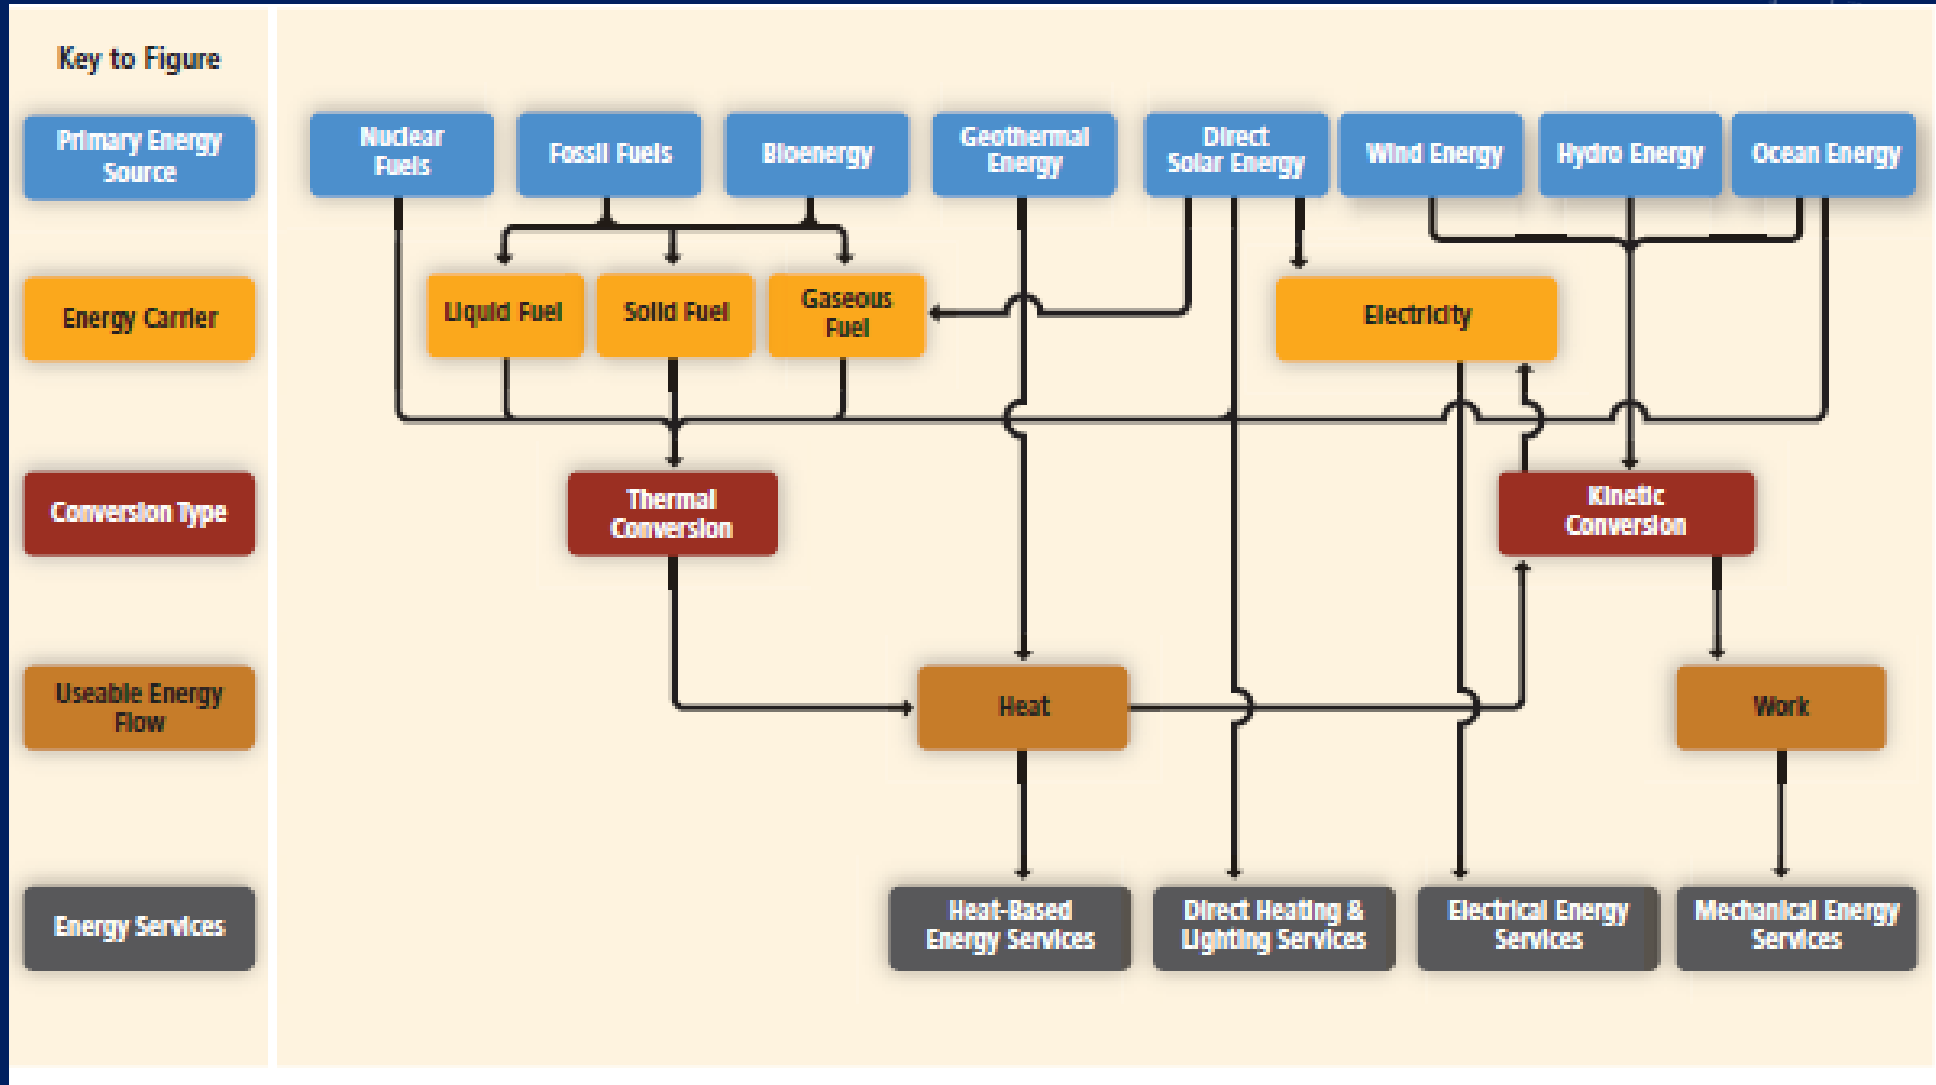 Key to Figure
Primary Energy
Source
Energy Carrier
Conversion Type
Useable Energy
Flow
Energy Services
Nuclear
Fuels
Fossil Fuels
Bioenergy
Geothermal
Energy
Direct
Solar Energy
Wind Energy
Hydro Energy
Ocean Energy
Liquid Fuel
Solid Fuel
Gaseous
Fuel
Electricity
Thermal
Conversion
Kinetic
Conversion
Heat
Work
Heat-Based
Energy Services
Direct Heating &
Lighting Services
Electrical Energy
Services
Mechanical Energy
Services